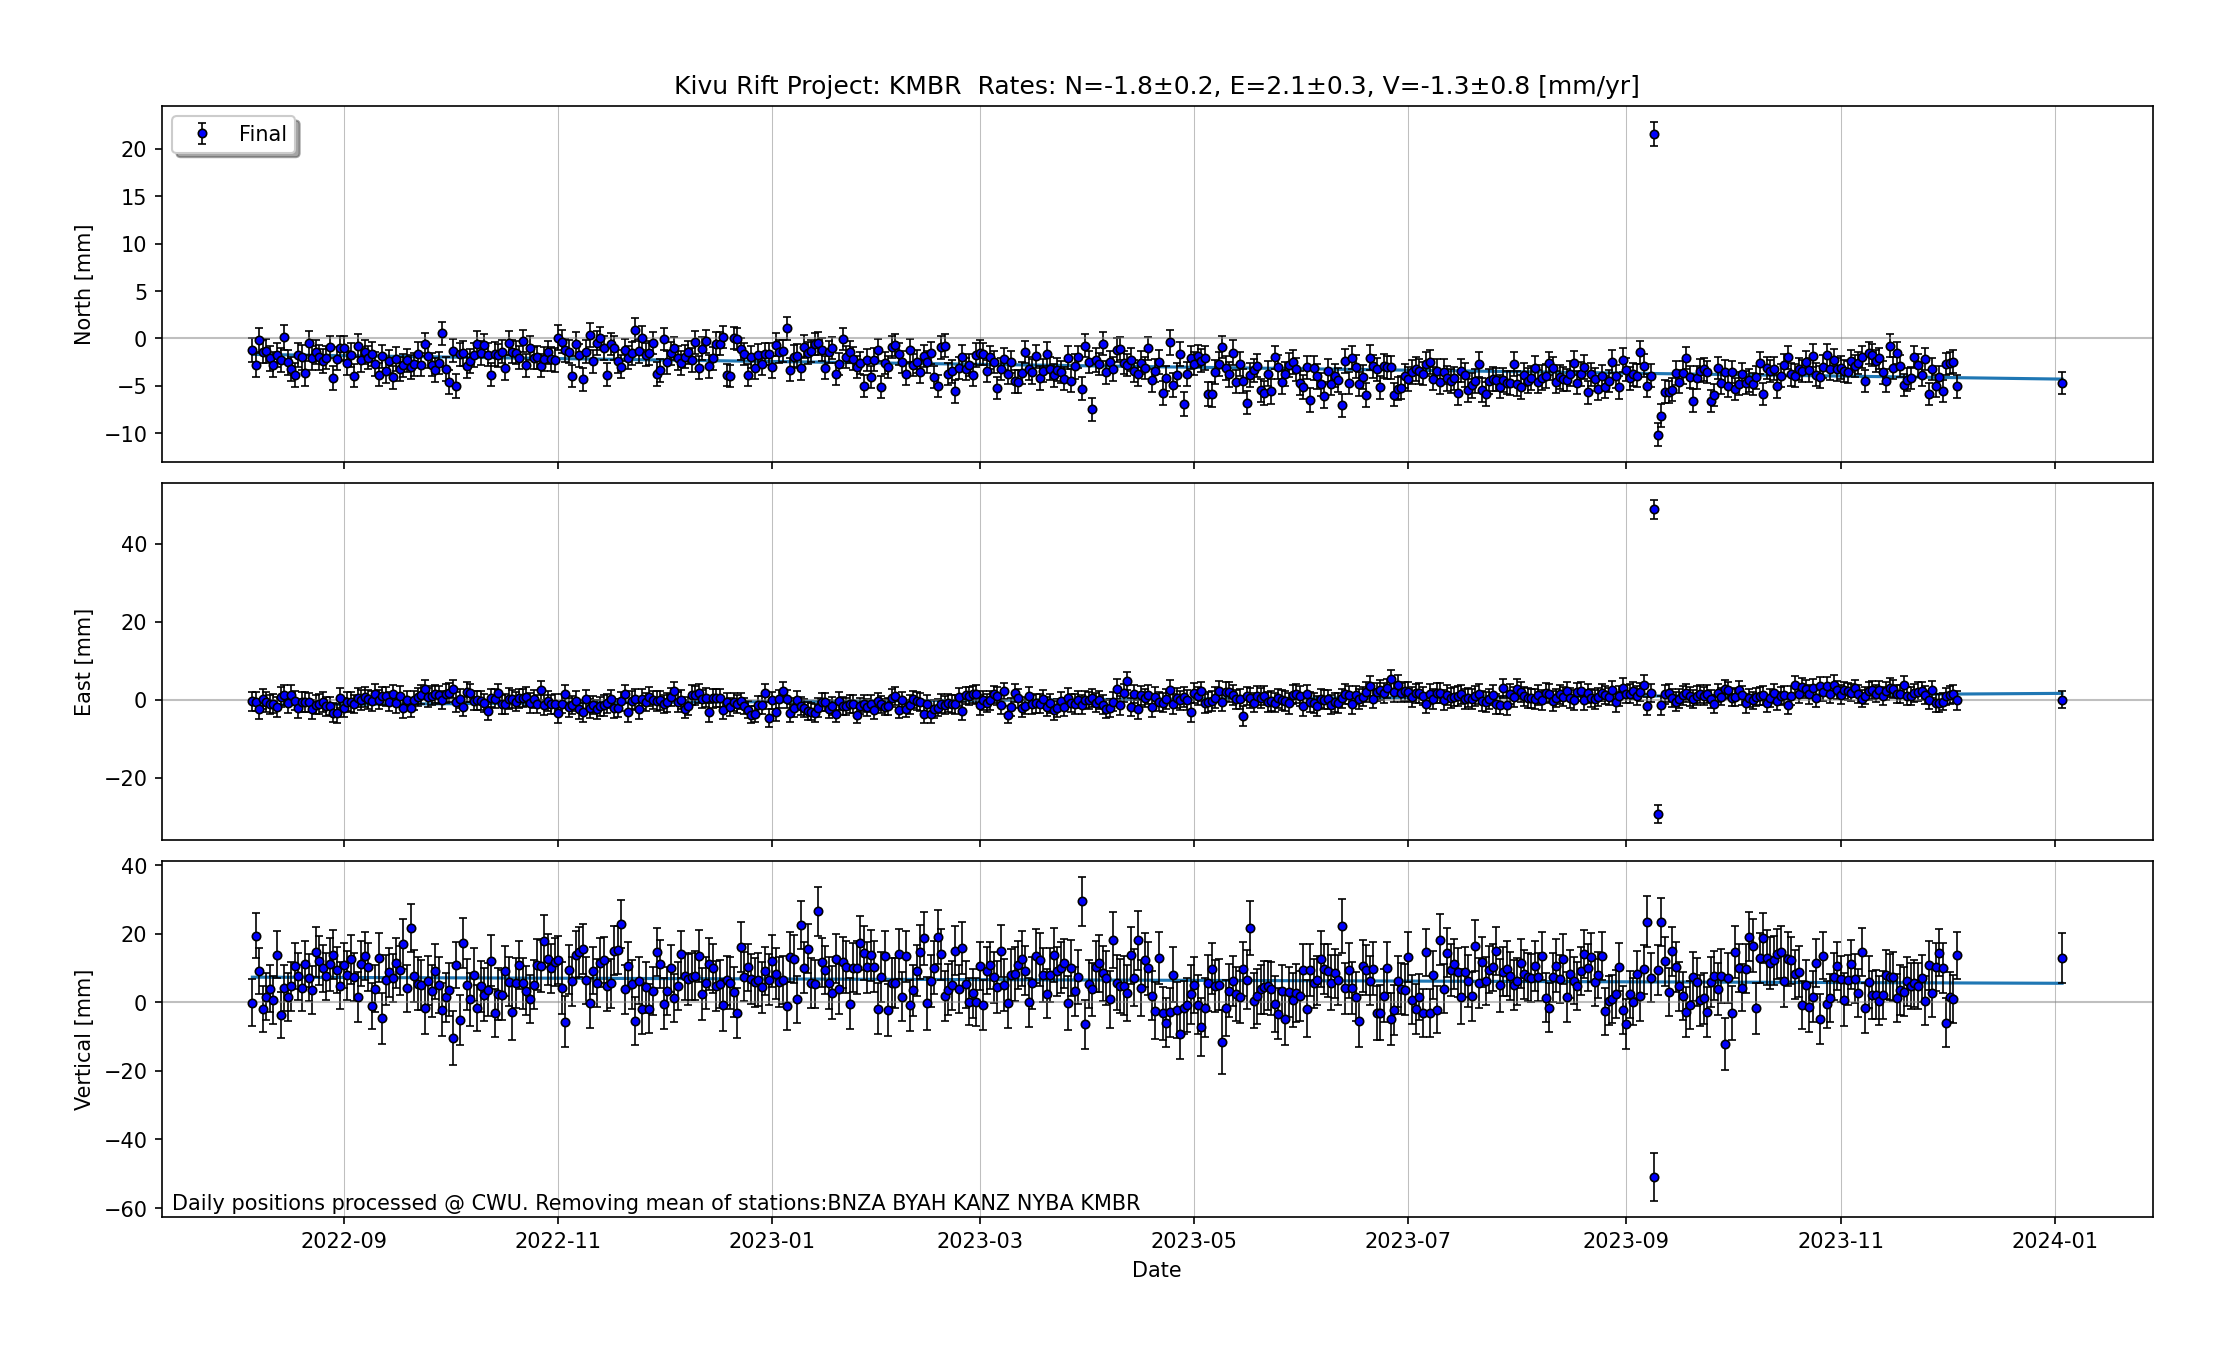 Kivu Rift Project: KMBR  Rates: N=-1.8±0.2, E=2.1±0.3, V=-1.3±0.8 [mm/yr]
Final
20
15
10
5
0
−5
−10
North [mm]
40
20
0
−20
East [mm]
40
20
0
−20
−40
−60
Vertical [mm]
Daily positions processed @ CWU. Removing mean of stations:BNZA BYAH KANZ NYBA KMBR
2022-09 2022-11 2023-01 2023-03 2023-05 2023-07 2023-09 2023-11 2024-01
Date